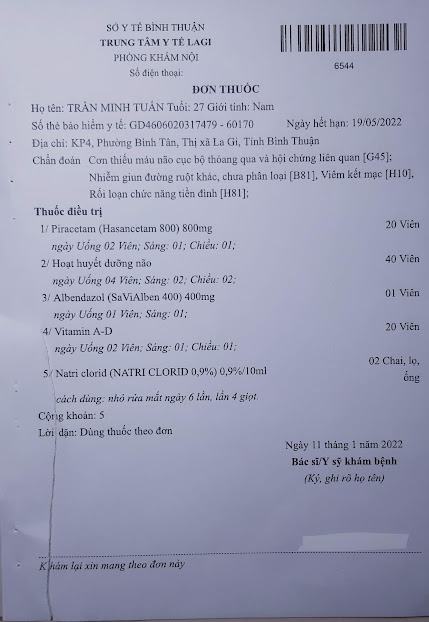 SỞ Y TẾ BÌNH THUẬN
TRUNG TÂM Y TẾ LAGI
PHÒNG KHÁM NỘI
Số điện thoại:
6544
ĐƠN THUỐC
Họ tên: TRẦN MINH TUẤN Tuổi: 27 Giới tính: Nam
Số thẻ bảo hiểm y tế: GD4606020317479 - 60170 Ngày hết hạn: 19/05/2022
Địa chỉ: KP4, Phường Bình Tân, Thị xã La Gi, Tỉnh Bình Thuận
Chẩn đoán Cơn thiếu máu não cục bộ thoáng qua và hội chứng liên quan [G45];
Nhiễm giun đường ruột khác, chưa phân loại [B81], Viêm kết mạc [H10],
Rối loạn chức năng tiền đình [H81];
Thuốc điều trị
1/ Piracetam (Hasancetam 800) 800mg 20 Viên
ngày Uống 02 Viên; Sáng: 01; Chiều: 01;
2/ Hoạt huyết dưỡng não 40 Viên
ngày Uống 04 Viên; Sáng: 02; Chiều: 02;
3/ Albendazol (SaViAlben 400) 400mg 01 Viên
ngày Uống 01 Viên; Sáng: 01;
4/ Vitamin A-D 20 Viên
ngày Uống 02 Viên; Sáng: 01; Chiều: 01;
5/ Natri clorid (NATRI CLORID 0,9%) 0,9%/10ml 02 Chai, lọ,
ống
cách dùng: nhỏ rửa mắt ngày 6 lần, lần 4 giọt.
Cộng khoản: 5
Lời dặn: Dùng thuốc theo đơn
Ngày 11 tháng 1 năm 2022
Bác sĩ/Y sỹ khám bệnh
(Ký, ghi rõ họ tên)
Khám lại xin mang theo đơn này